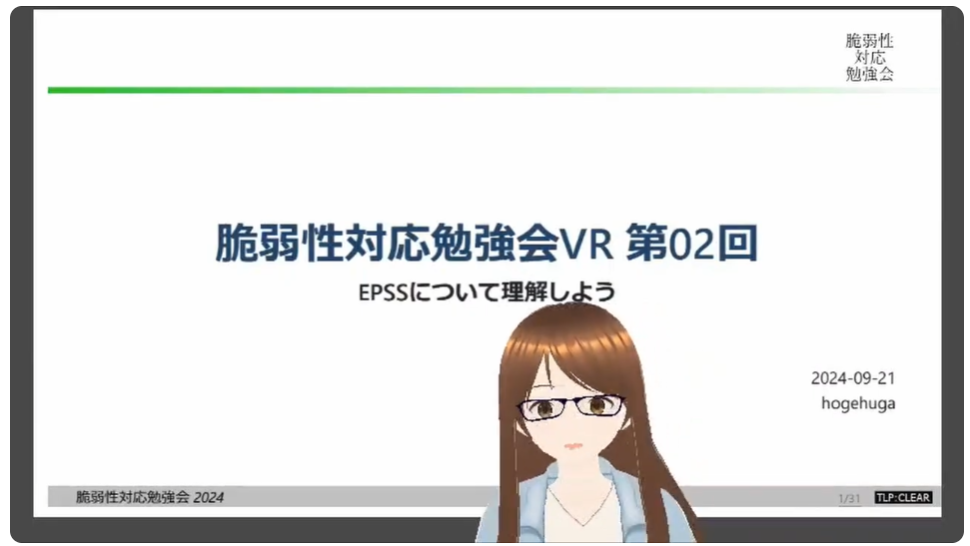 脆弱性
対応
勉強会
脆弱性対応勉強会VR 第02回
EPSSについて理解しよう
2024-09-21
hogehuga
脆弱性対応勉強会 2024
1/31
TLP:CLEAR